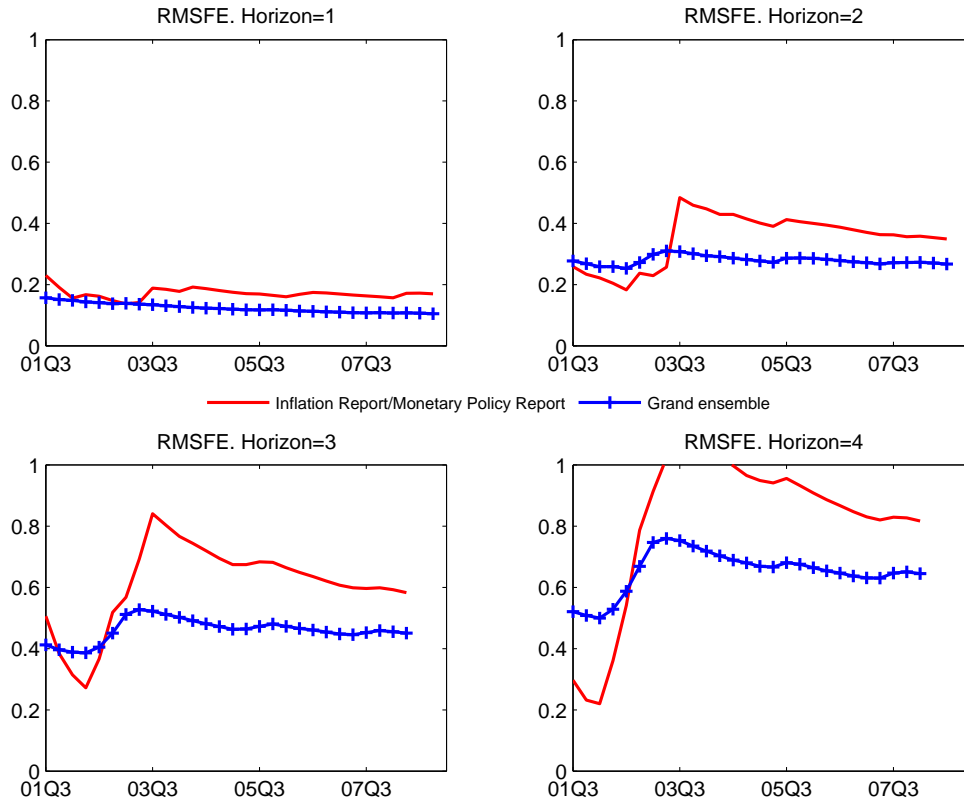 RMSFE. Horizon=1
1
0.8
0.6
0.4
0.2
0
01Q3 03Q3 05Q3 07Q3
RMSFE. Horizon=2
1
0.8
0.6
0.4
0.2
0
01Q3 03Q3 05Q3 07Q3
Inflation Report/Monetary Policy Report
Grand ensemble
RMSFE. Horizon=3
1
0.8
0.6
0.4
0.2
0
01Q3 03Q3 05Q3 07Q3
RMSFE. Horizon=4
1
0.8
0.6
0.4
0.2
0
01Q3 03Q3 05Q3 07Q3